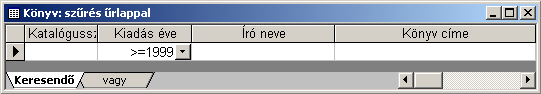 Könyv: szűrés űrlappal
Katalógussz Kiadás éve Író neve Könyv címe
>=1999
Keresendő vagy